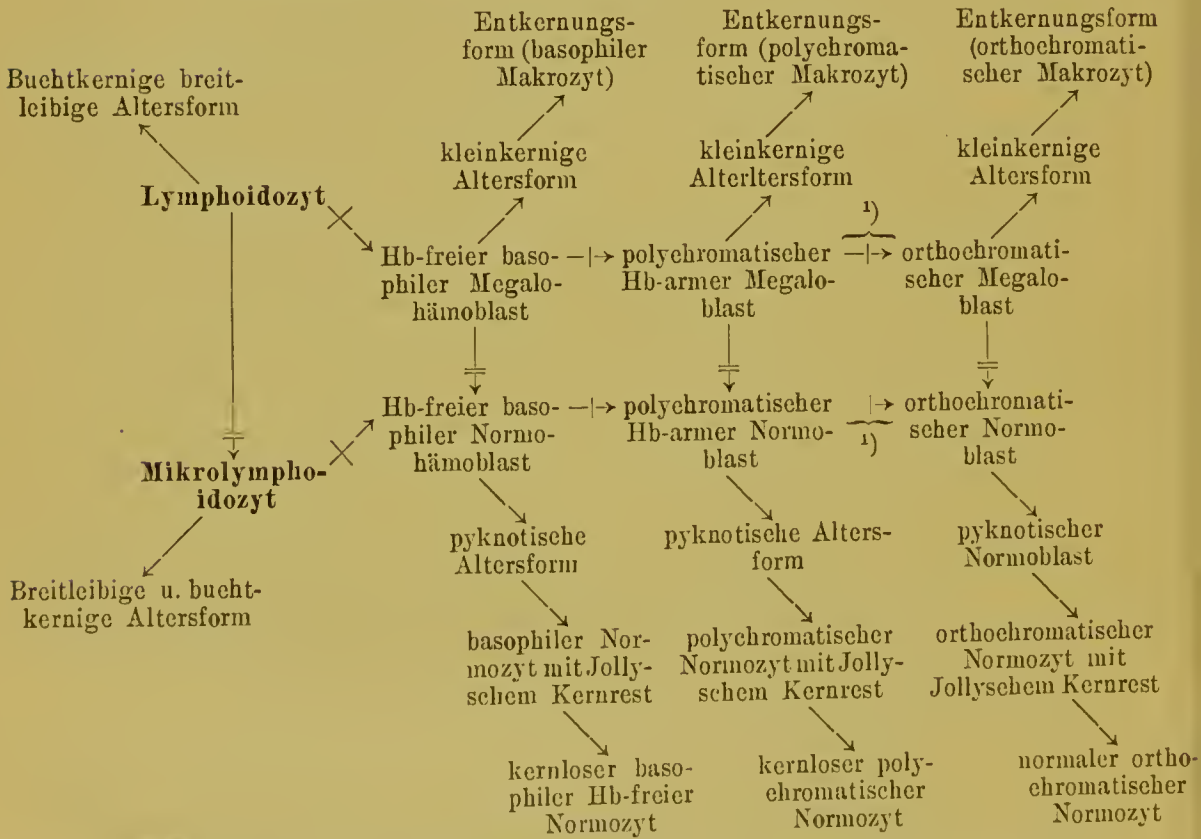 Entkernungs-
form (basophiler
Makrozyt)
Entkernungs-
form (polychroma-
tischer Makrozyt)
Entkernungsform
(orthochromati-
scher Makrozyt)
Buchtkernige breit-
leibige Altersform
kleinkernige
Altersform
kleinkernige
Alterltersform
kleinkernige
Altersform
Lymphoidozyt
Hb-freier baso-
philer Megalo-
hämoblast
polychromatischer
Hb-armer Megalo-
blast
1)
orthochromati-
scher Megalo-
blast
Hb-freier baso-
philer Normo-
hämoblast
polychromatischer
Hb-armer Normo-
blast
1)
orthochromati-
scher Normo-
blast
Mikrolympho-
idozyt
pyknotische
Altersform
pyknotische Alters-
form
pyknotischer
Normoblast
Breitleibige u. bucht-
kernige Altersform
basophiler Nor-
mozyt mit Jolly-
schem Kernrest
polychromatischer
Normozyt mit Jolly-
schem Kernrest
orthochromatischer
Normozyt mit
Jollyschem Kernrest
kernloser baso-
philer Hb-freier
Normozyt
kernloser poly-
chromatischer
Normozyt
normaler ortho-
chromatischer
Normozyt